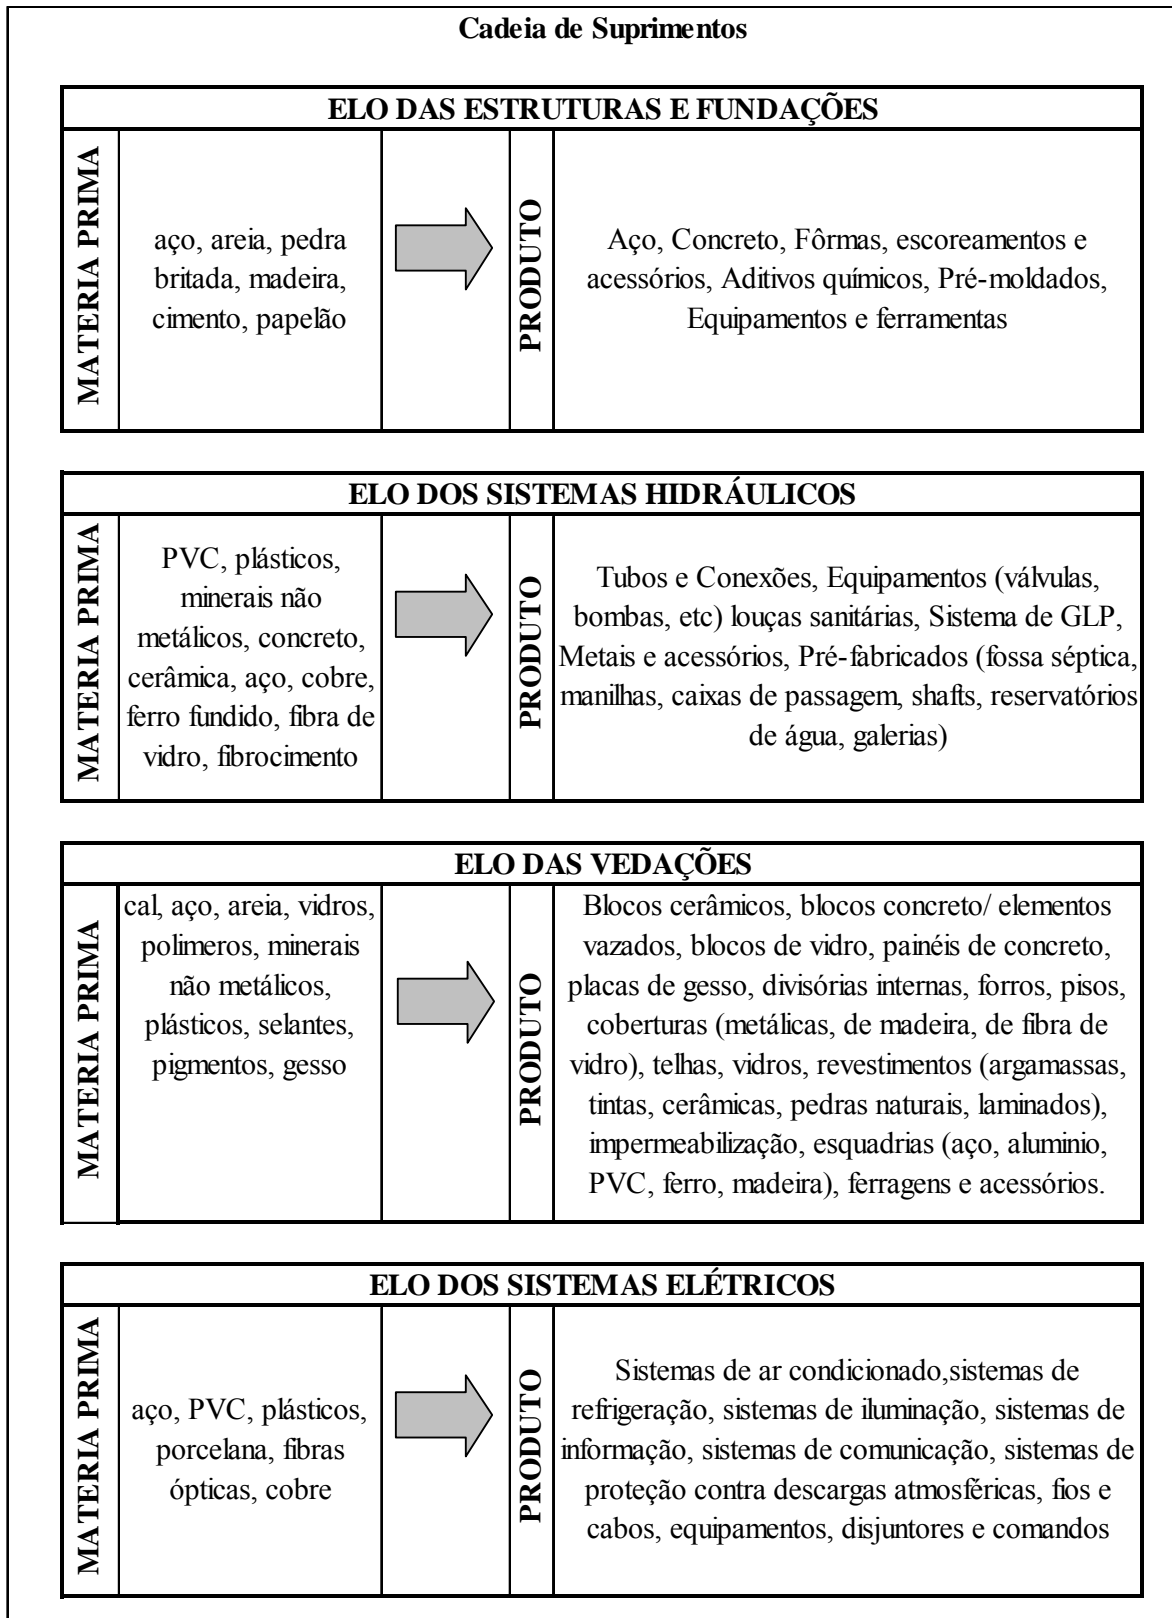 Cadeia de Suprimentos
ELO DAS ESTRUTURAS E FUNDAÇÕES
MATERIA PRIMA
aço, areia, pedra
britada, madeira,
cimento, papelão
PRODUTO
Aço, Concreto, Fôrmas, escoreamentos e
acessórios, Aditivos químicos, Pré-moldados,
Equipamentos e ferramentas
ELO DOS SISTEMAS HIDRÁULICOS
MATERIA PRIMA
PVC, plásticos,
minerais não
metálicos, concreto,
cerâmica, aço, cobre,
ferro fundido, fibra de
vidro, fibrocimento
PRODUTO
Tubos e Conexões, Equipamentos (válvulas,
bombas, etc) louças sanitárias, Sistema de GLP,
Metais e acessórios, Pré-fabricados (fossa séptica,
manilhas, caixas de passagem, shafts, reservatórios
de água, galerias)
ELO DAS VEDAÇÕES
MATERIA PRIMA
cal, aço, areia, vidros,
polimeros, minerais
não metálicos,
plásticos, selantes,
pigmentos, gesso
PRODUTO
Blocos cerâmicos, blocos concreto/ elementos
vazados, blocos de vidro, painéis de concreto,
placas de gesso, divisórias internas, forros, pisos,
coberturas (metálicas, de madeira, de fibra de
vidro), telhas, vidros, revestimentos (argamassas,
tintas, cerâmicas, pedras naturais, laminados),
impermeabilização, esquadrias (aço, aluminio,
PVC, ferro, madeira), ferragens e acessórios.
ELO DOS SISTEMAS ELÉTRICOS
MATERIA PRIMA
aço, PVC, plásticos,
porcelana, fibras
ópticas, cobre
PRODUTO
Sistemas de ar condicionado,sistemas de
refrigeração, sistemas de iluminação, sistemas de
informação, sistemas de comunicação, sistemas de
proteção contra descargas atmosféricas, fios e
cabos, equipamentos, disjuntores e comandos